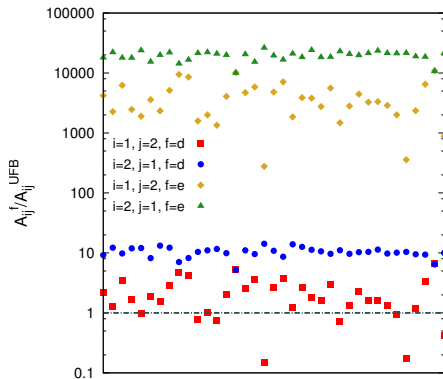 100000
10000
1000
100
10
1
0.1
A_ij^f/A_ij^UFB
i=1, j=2, f=d
i=2, j=1, f=d
i=1, j=2, f=e
i=2, j=1, f=e